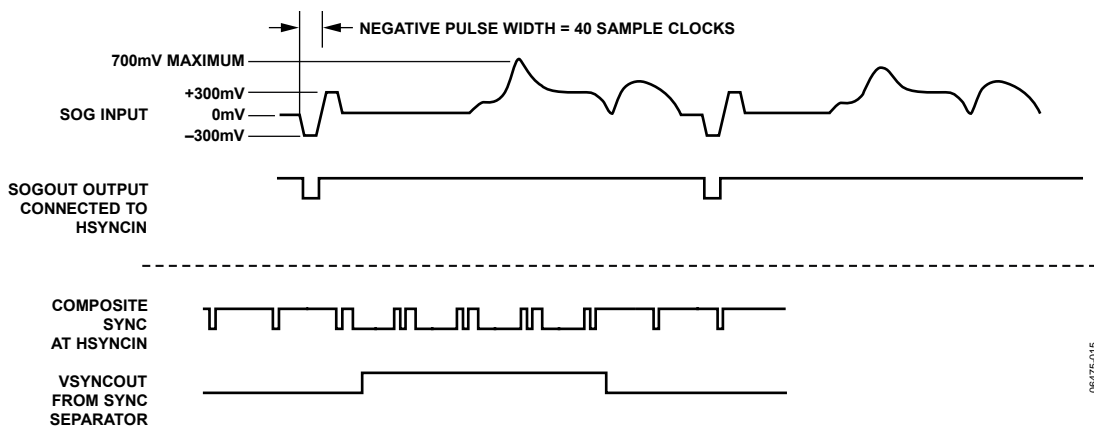 NEGATIVE PULSE WIDTH = 40 SAMPLE CLOCKS
700mV MAXIMUM
+300mV
SOG INPUT
0mV
–300mV
SOGOUT OUTPUT
CONNECTED TO
HSYNCIN
COMPOSITE
SYNC
AT HSYNCIN
VSYNCOUT
FROM SYNC
SEPARATOR
06475-015